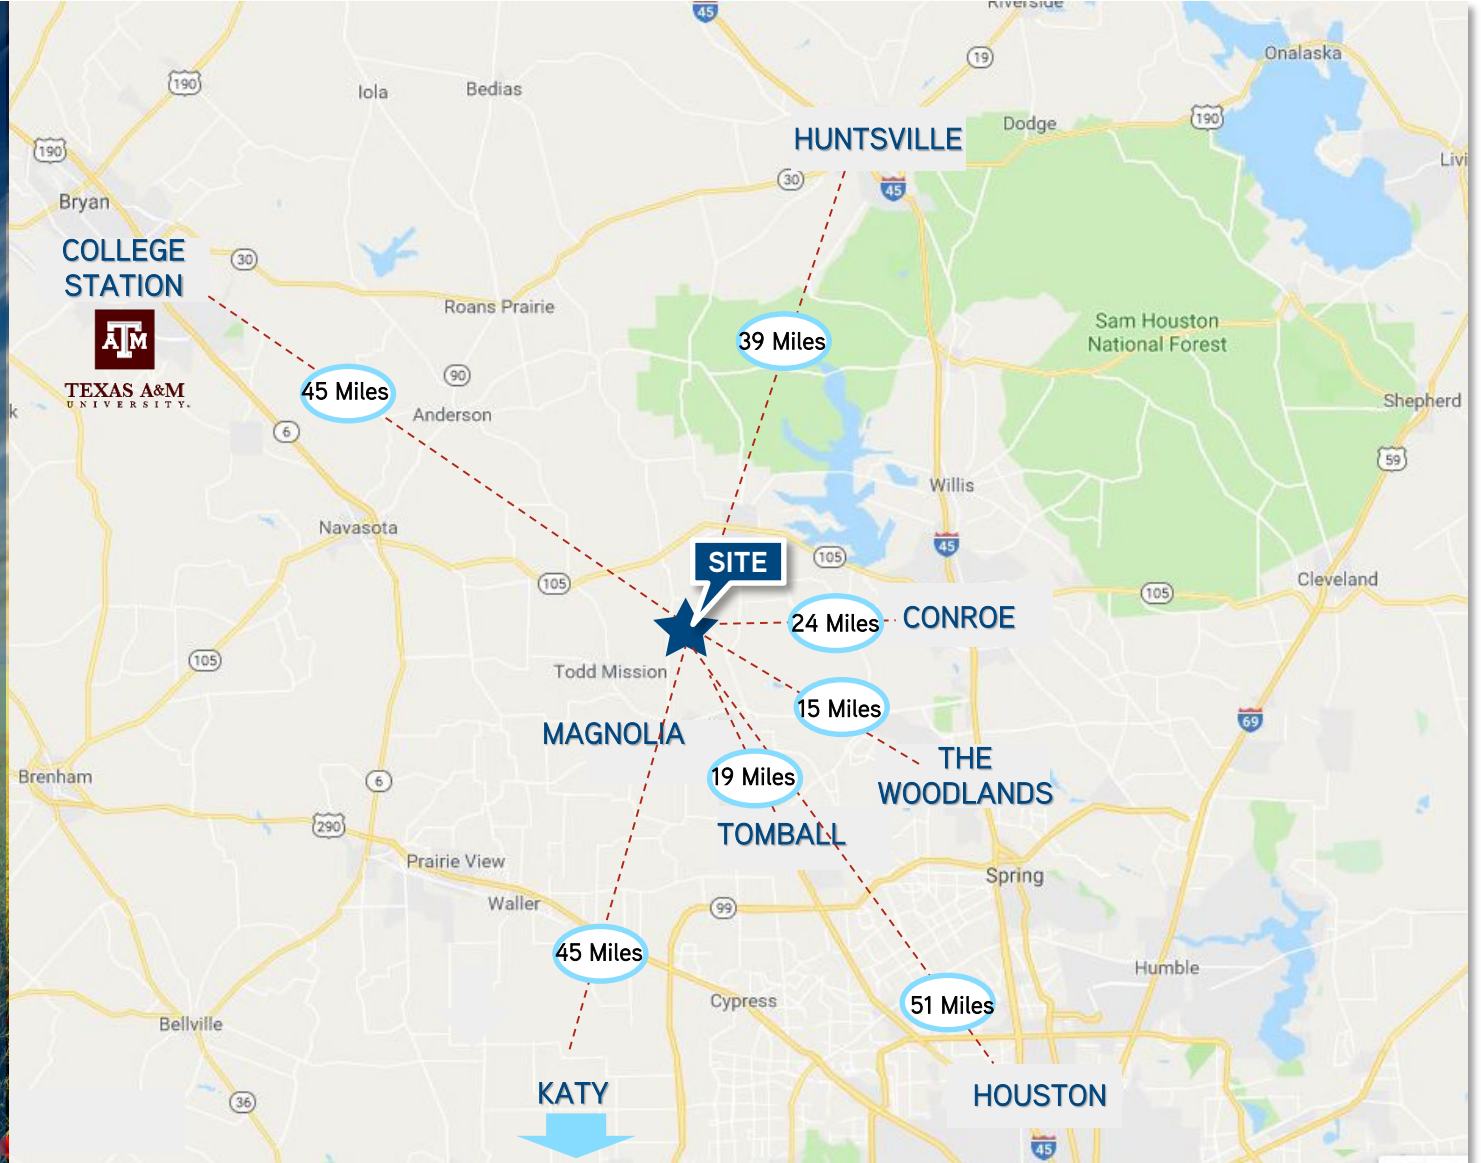 45
Riverside
Onalaska
19
190
Iola
Bedias
190
Dodge
HUNTSVILLE
190
Livi
30
45
Bryan
COLLEGE
STATION
30
Roans Prairie
Sam Houston
National Forest
ATM
39 Miles
TEXAS A&M
UNIVERSITY.
45 Miles
90
Anderson
k
Shepherd
6
59
Willis
Navasota
45
SITE
105
105
Cleveland
105
24 Miles
CONROE
105
Todd Mission
15 Miles
69
MAGNOLIA
THE
WOODLANDS
Brenham
6
19 Miles
290
TOMBALL
Prairie View
Spring
Waller
99
45 Miles
Humble
Cypress
51 Miles
Bellville
KATY
HOUSTON
36
45